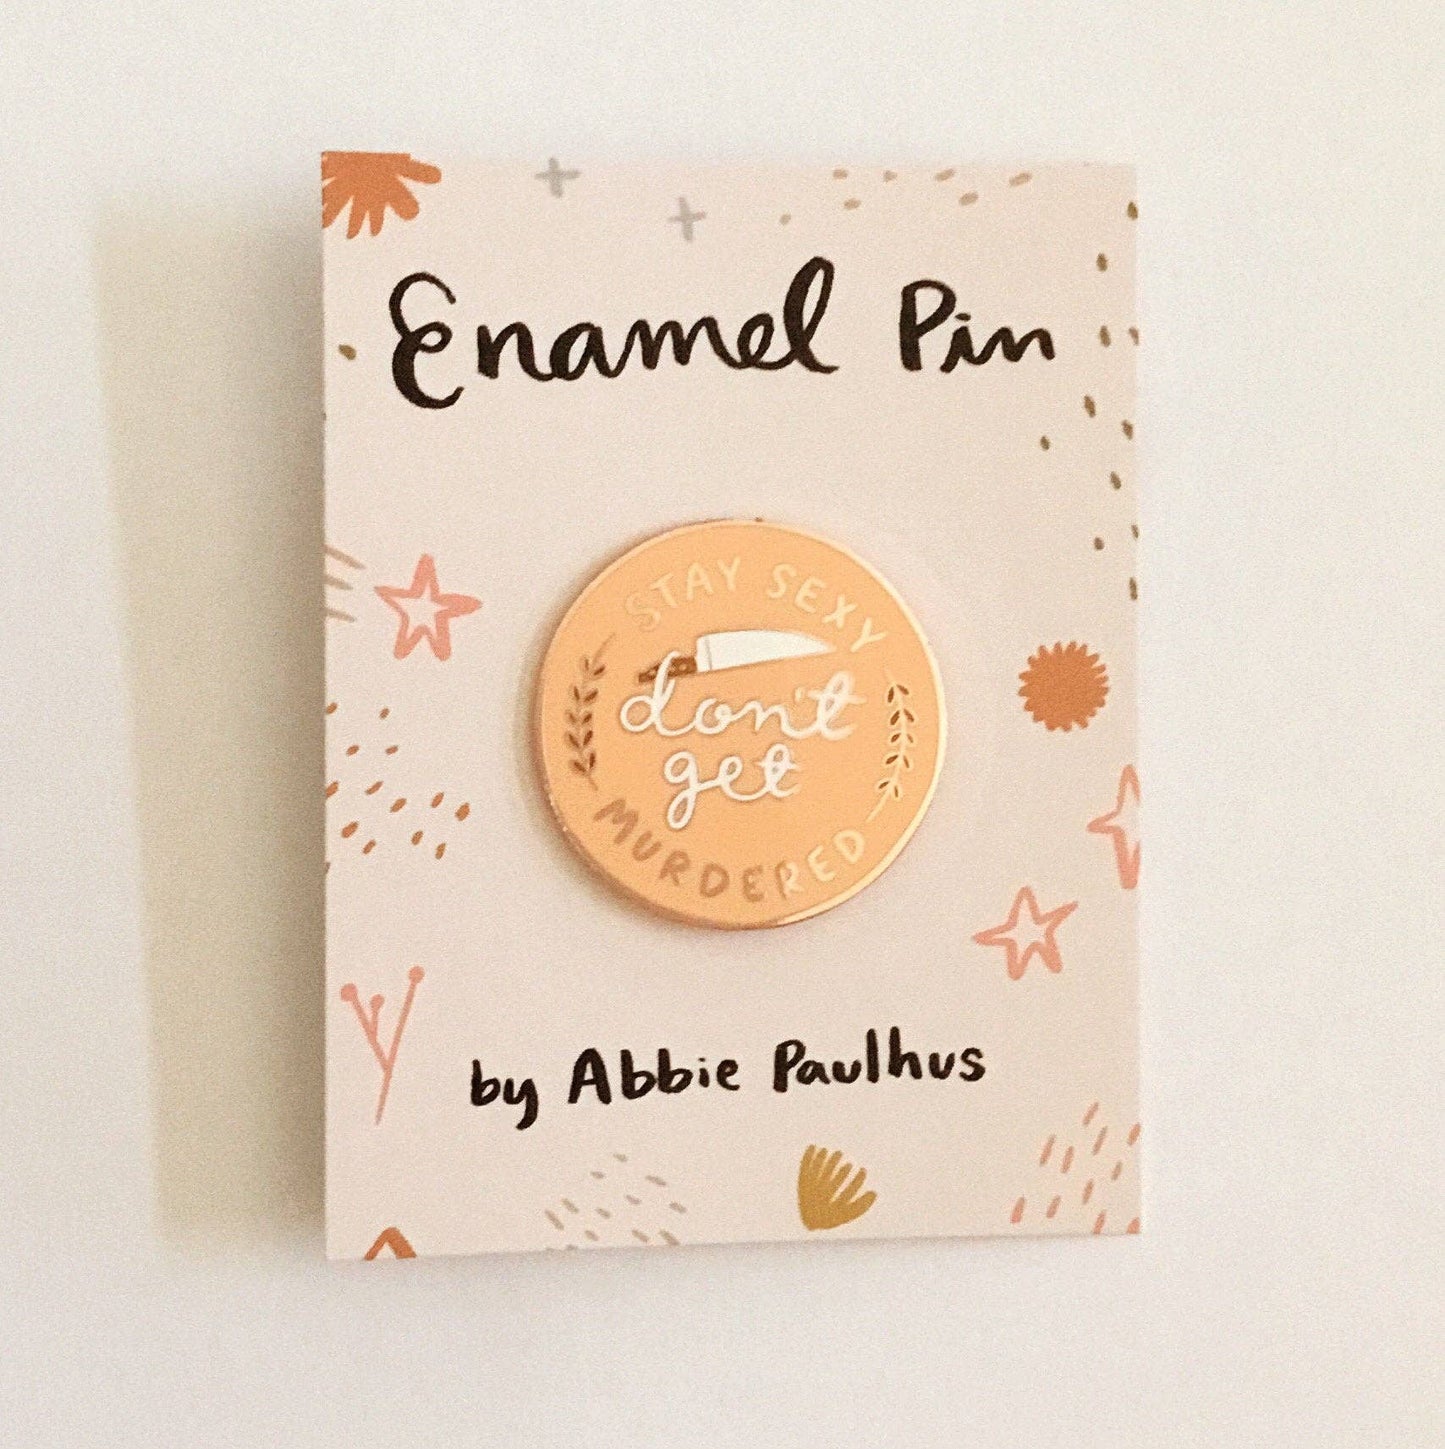 Enamel Pin
STAY SEXY
don't
get
MURDERED
by Abbie Paulhus